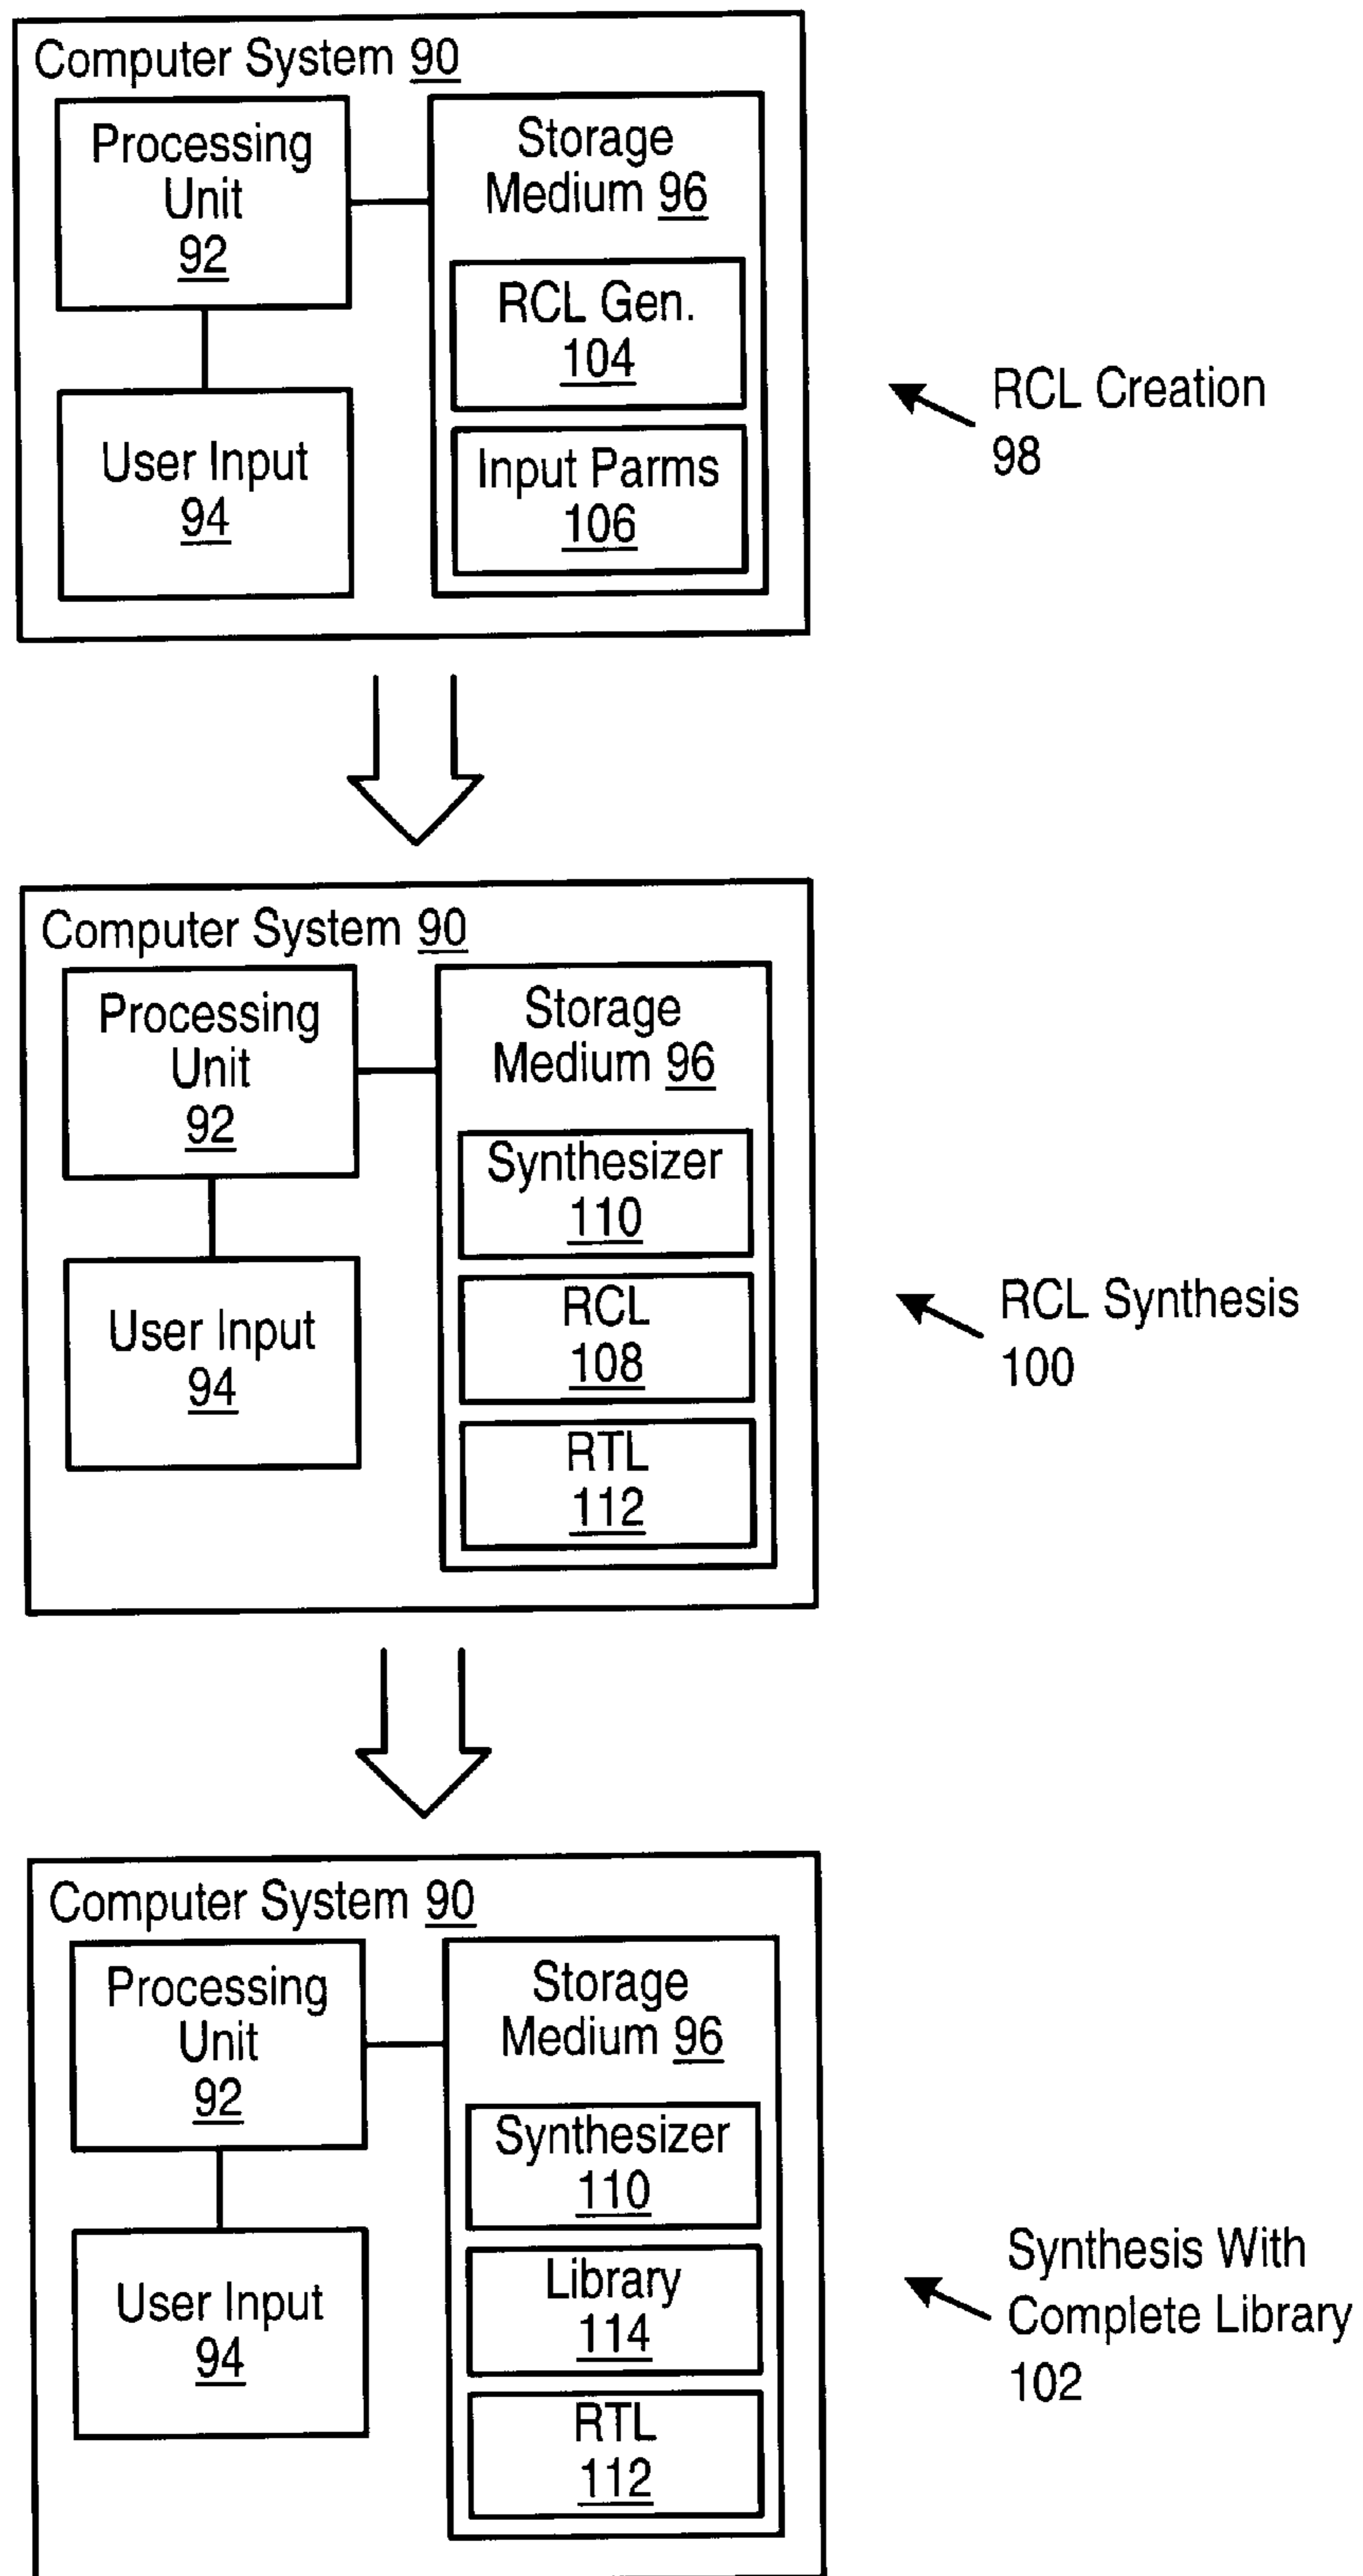 Computer System 90
Processing
Unit
92
Storage
Medium 96
RCL Gen.
104
Input Parms
106
User Input
94
RCL Creation
98
Computer System 90
Processing
Unit
92
Storage
Medium 96
Synthesizer
110
RCL
108
RTL
112
User Input
94
RCL Synthesis
100
Computer System 90
Processing
Unit
92
Storage
Medium 96
Synthesizer
110
Library
114
RTL
112
User Input
94
Synthesis With
Complete Library
102